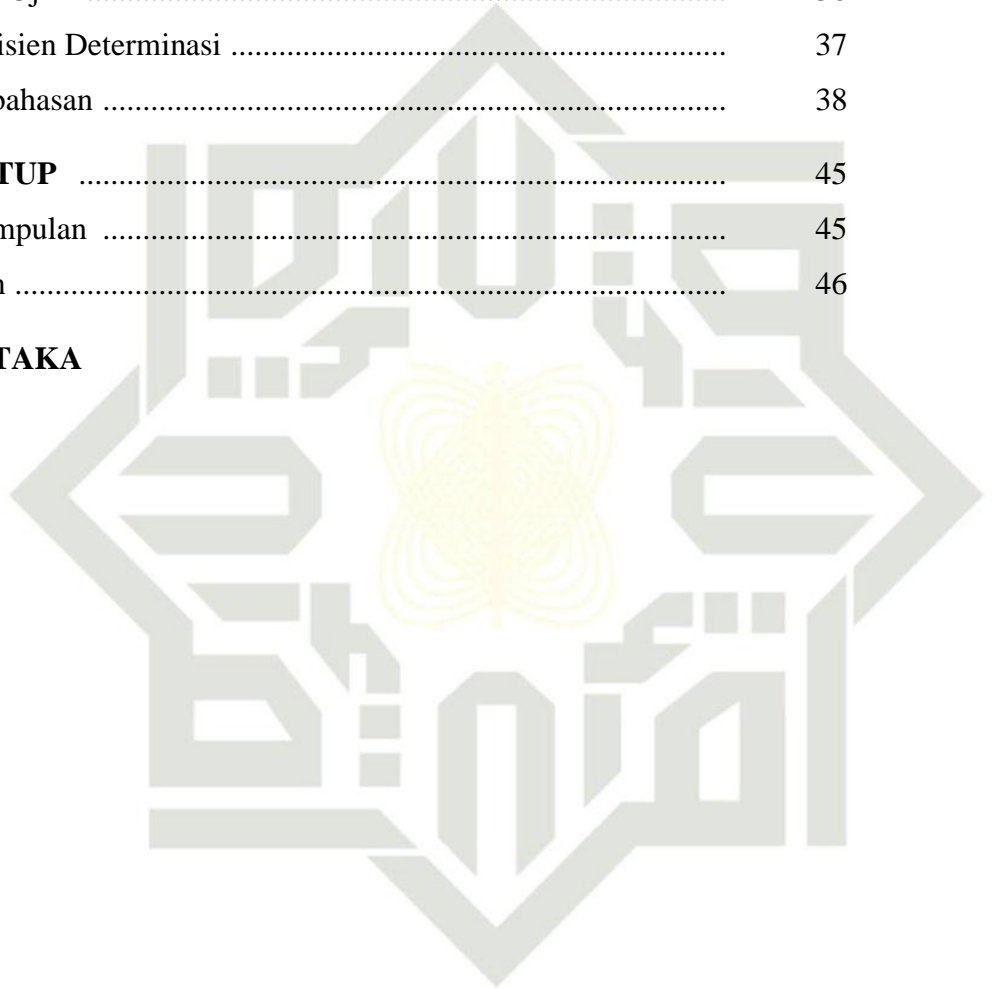 isien Determinasi ............................................................... 37
bahasan ............................................................................... 38
TUP ................................................................................... 45
mpulan ............................................................................... 45
n .......................................................................................... 46
TAKA